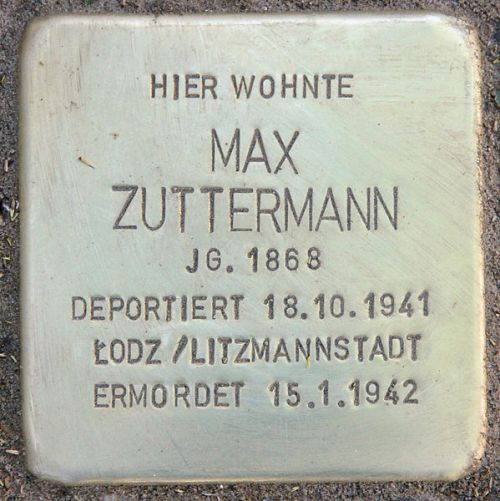 HIER WOHNTE
MAX
ZUTTERMANN
JG. 1868
DEPORTIERT 18.10.1941
ŁODZ / LITZMANNSTADT
ERMORDET 15.1.1942